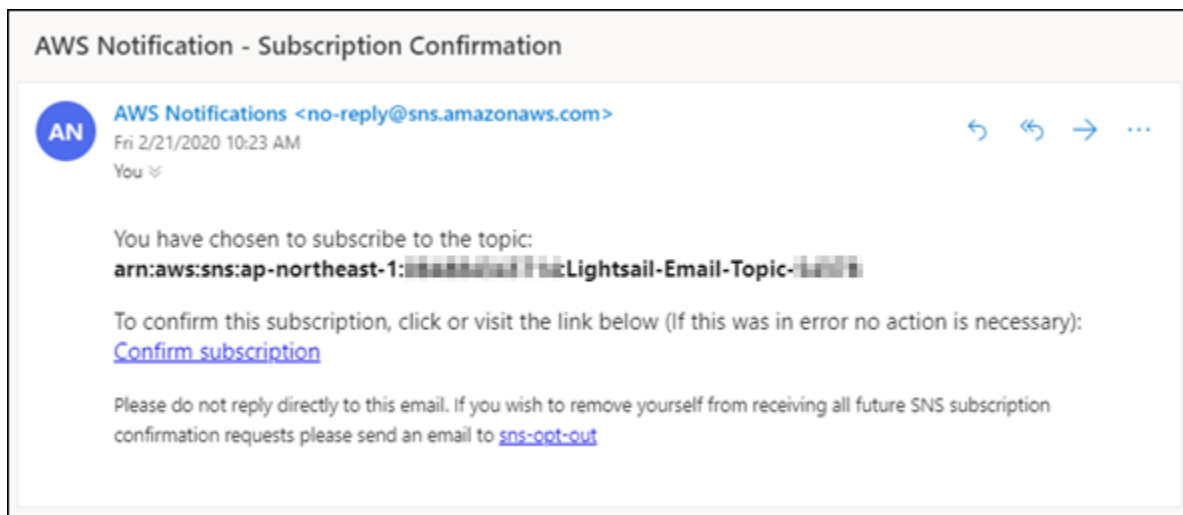 AWS Notification - Subscription Confirmation
AN
AWS Notifications <no-reply@sns.amazonaws.com>
Fri 2/21/2020 10:23 AM
You
You have chosen to subscribe to the topic:
arn:aws:sns:ap-northeast-1: :Lightsail-Email-Topic-
To confirm this subscription, click or visit the link below (If this was in error no action is necessary):
Confirm subscription
Please do not reply directly to this email. If you wish to remove yourself from receiving all future SNS subscription
confirmation requests please send an email to sns-opt-out